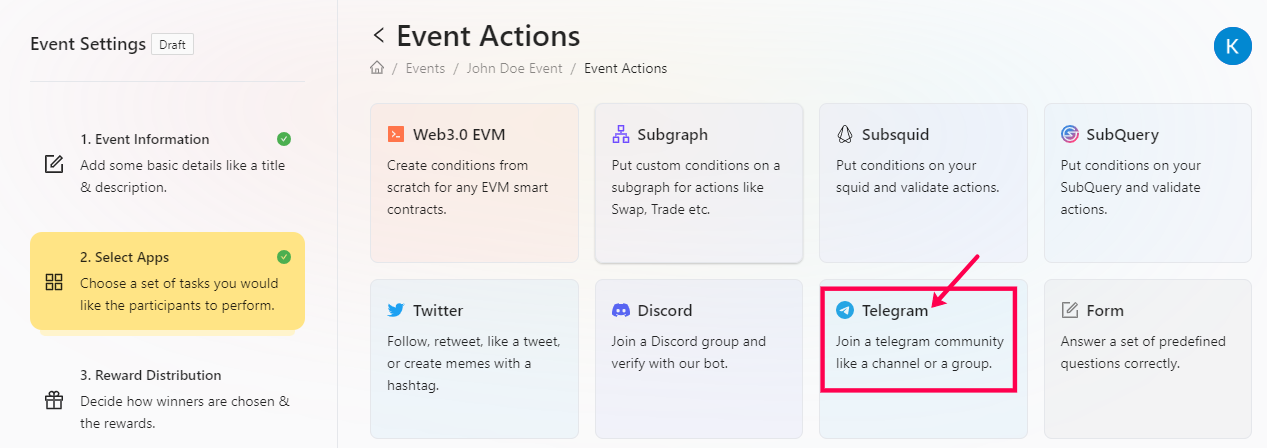 Event Settings Draft
1. Event Information
Add some basic details like a title
& description.
2. Select Apps
Choose a set of tasks you would
like the participants to perform.
3. Reward Distribution
Decide how winners are chosen &
the rewards.
Event Actions
K
/ Events / John Doe Event / Event Actions
Web3.0 EVM
Create conditions from
scratch for any EVM smart
contracts.
Subgraph
Put custom conditions on a
subgraph for actions like
Swap, Trade etc.
Subsquid
Put conditions on your
squid and validate actions.
SubQuery
Put conditions on your
SubQuery and validate
actions.
Twitter
Follow, retweet, like a tweet,
or create memes with a
hashtag.
Discord
Join a Discord group and
verify with our bot.
Telegram
Join a telegram community
like a channel or a group.
Form
Answer a set of predefined
questions correctly.